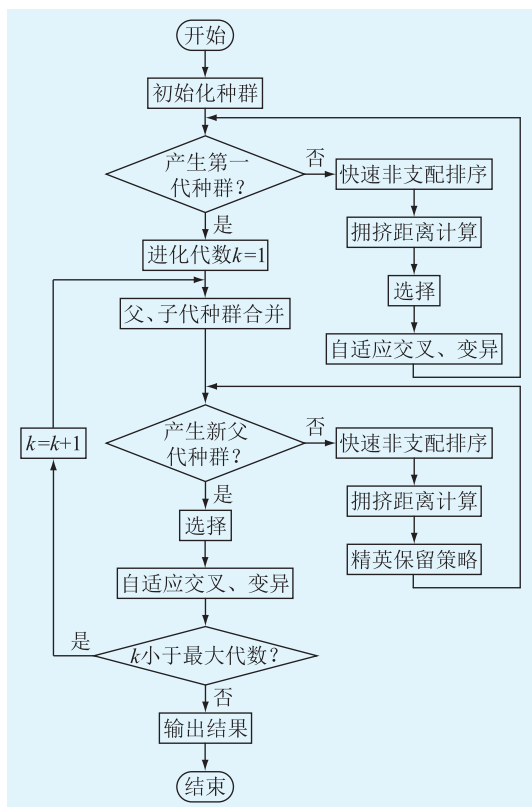 开始
初始化种群
产生第一
代种群?
否
快速非支配排序
是
拥挤距离计算
进化代数k=1
选择
父、子代种群合并
自适应交叉、变异
产生新父
代种群?
否
快速非支配排序
k=k+1
是
拥挤距离计算
选择
精英保留策略
自适应交叉、变异
是
k小于最大代数?
否
输出结果
结束